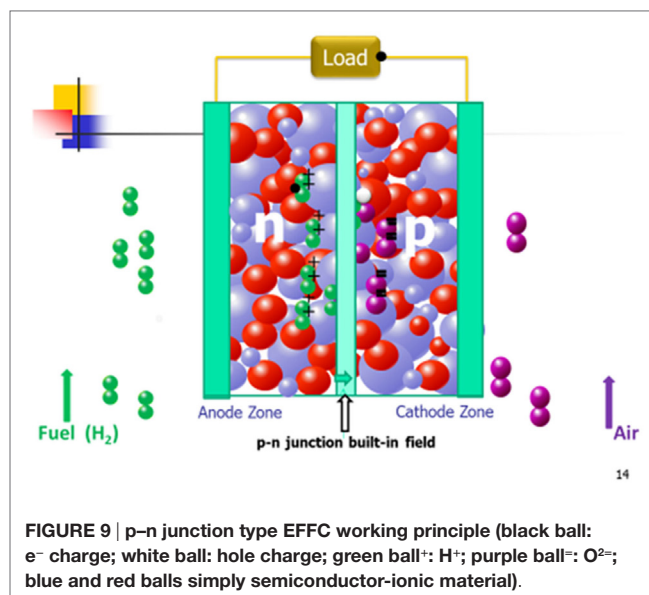 Load
n
p
Fuel (H₂)
Anode Zone
Cathode Zone
Air
p-n junction built-in field
14
FIGURE 9 | p–n junction type EFFC working principle (black ball:
e⁻ charge; white ball: hole charge; green ball⁺: H⁺; purple ball⁼: O²⁼;
blue and red balls simply semiconductor-ionic material).